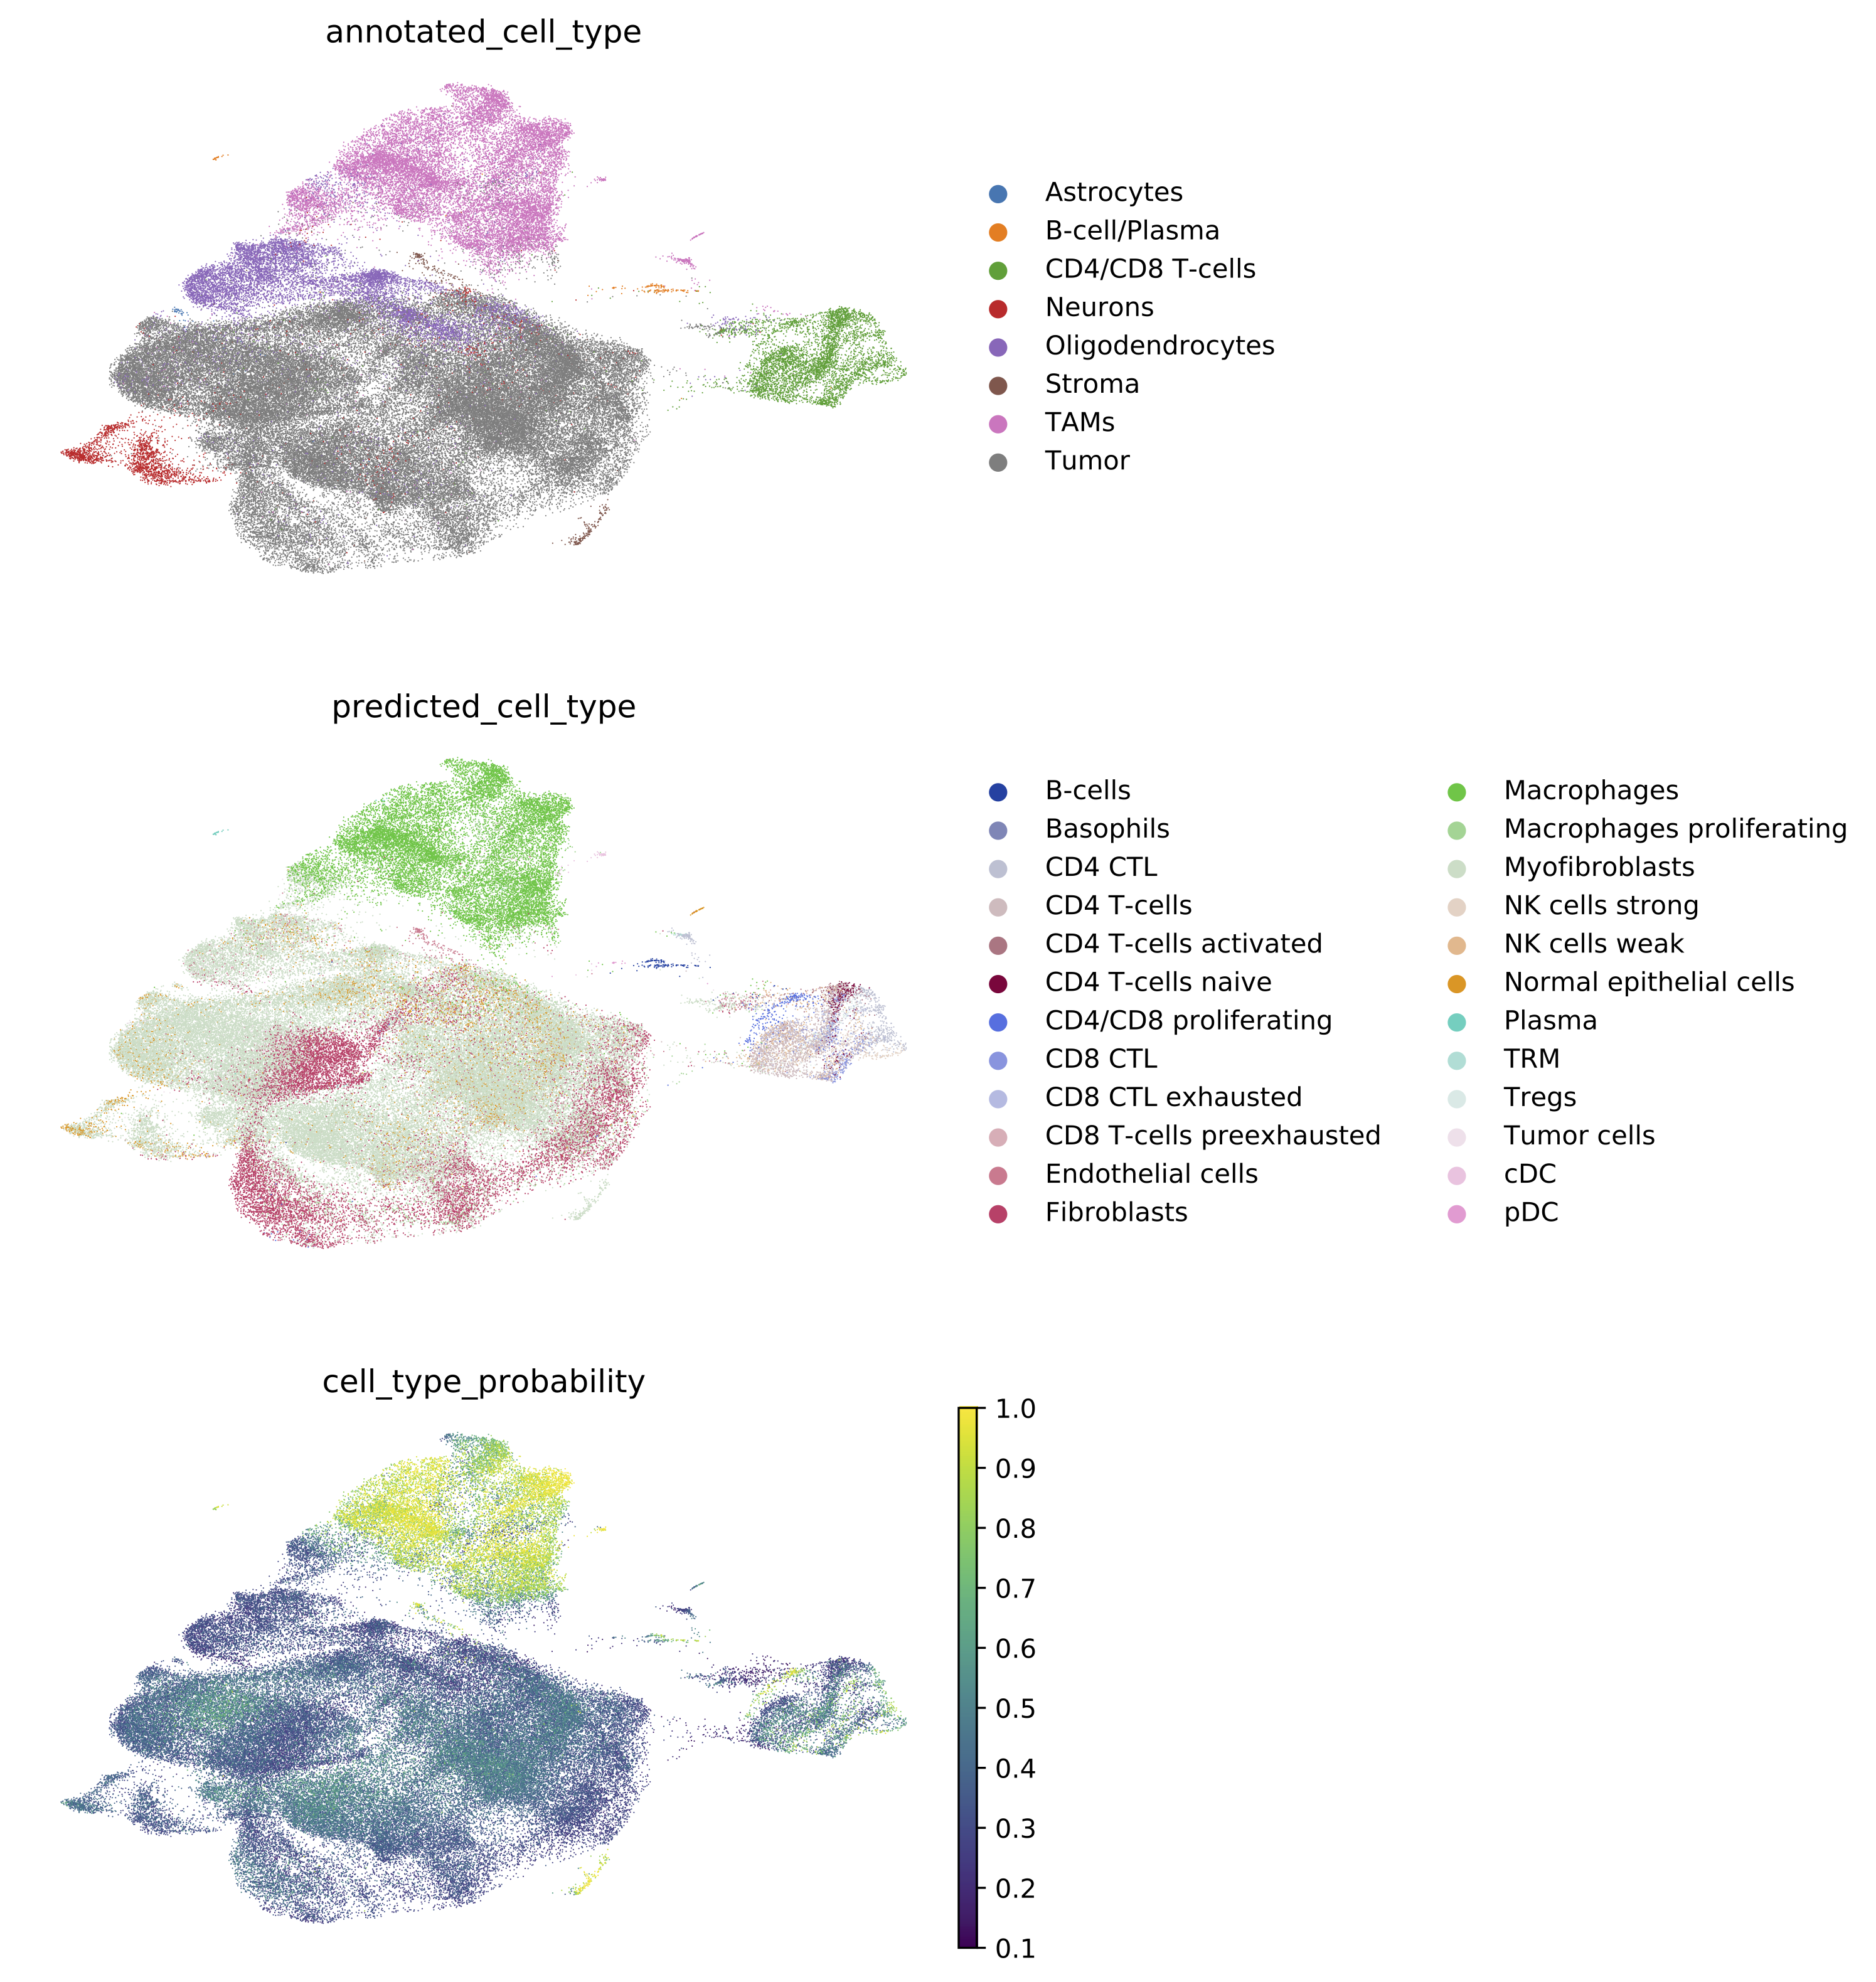 annotated_cell_type
Astrocytes
B-cell/Plasma
CD4/CD8 T-cells
Neurons
Oligodendrocytes
Stroma
TAMs
Tumor
predicted_cell_type
B-cells
Basophils
CD4 CTL
CD4 T-cells
CD4 T-cells activated
CD4 T-cells naive
CD4/CD8 proliferating
CD8 CTL
CD8 CTL exhausted
CD8 T-cells preexhausted
Endothelial cells
Fibroblasts
Macrophages
Macrophages proliferating
Myofibroblasts
NK cells strong
NK cells weak
Normal epithelial cells
Plasma
TRM
Tregs
Tumor cells
cDC
pDC
cell_type_probability
1.0
0.9
0.8
0.7
0.6
0.5
0.4
0.3
0.2
0.1